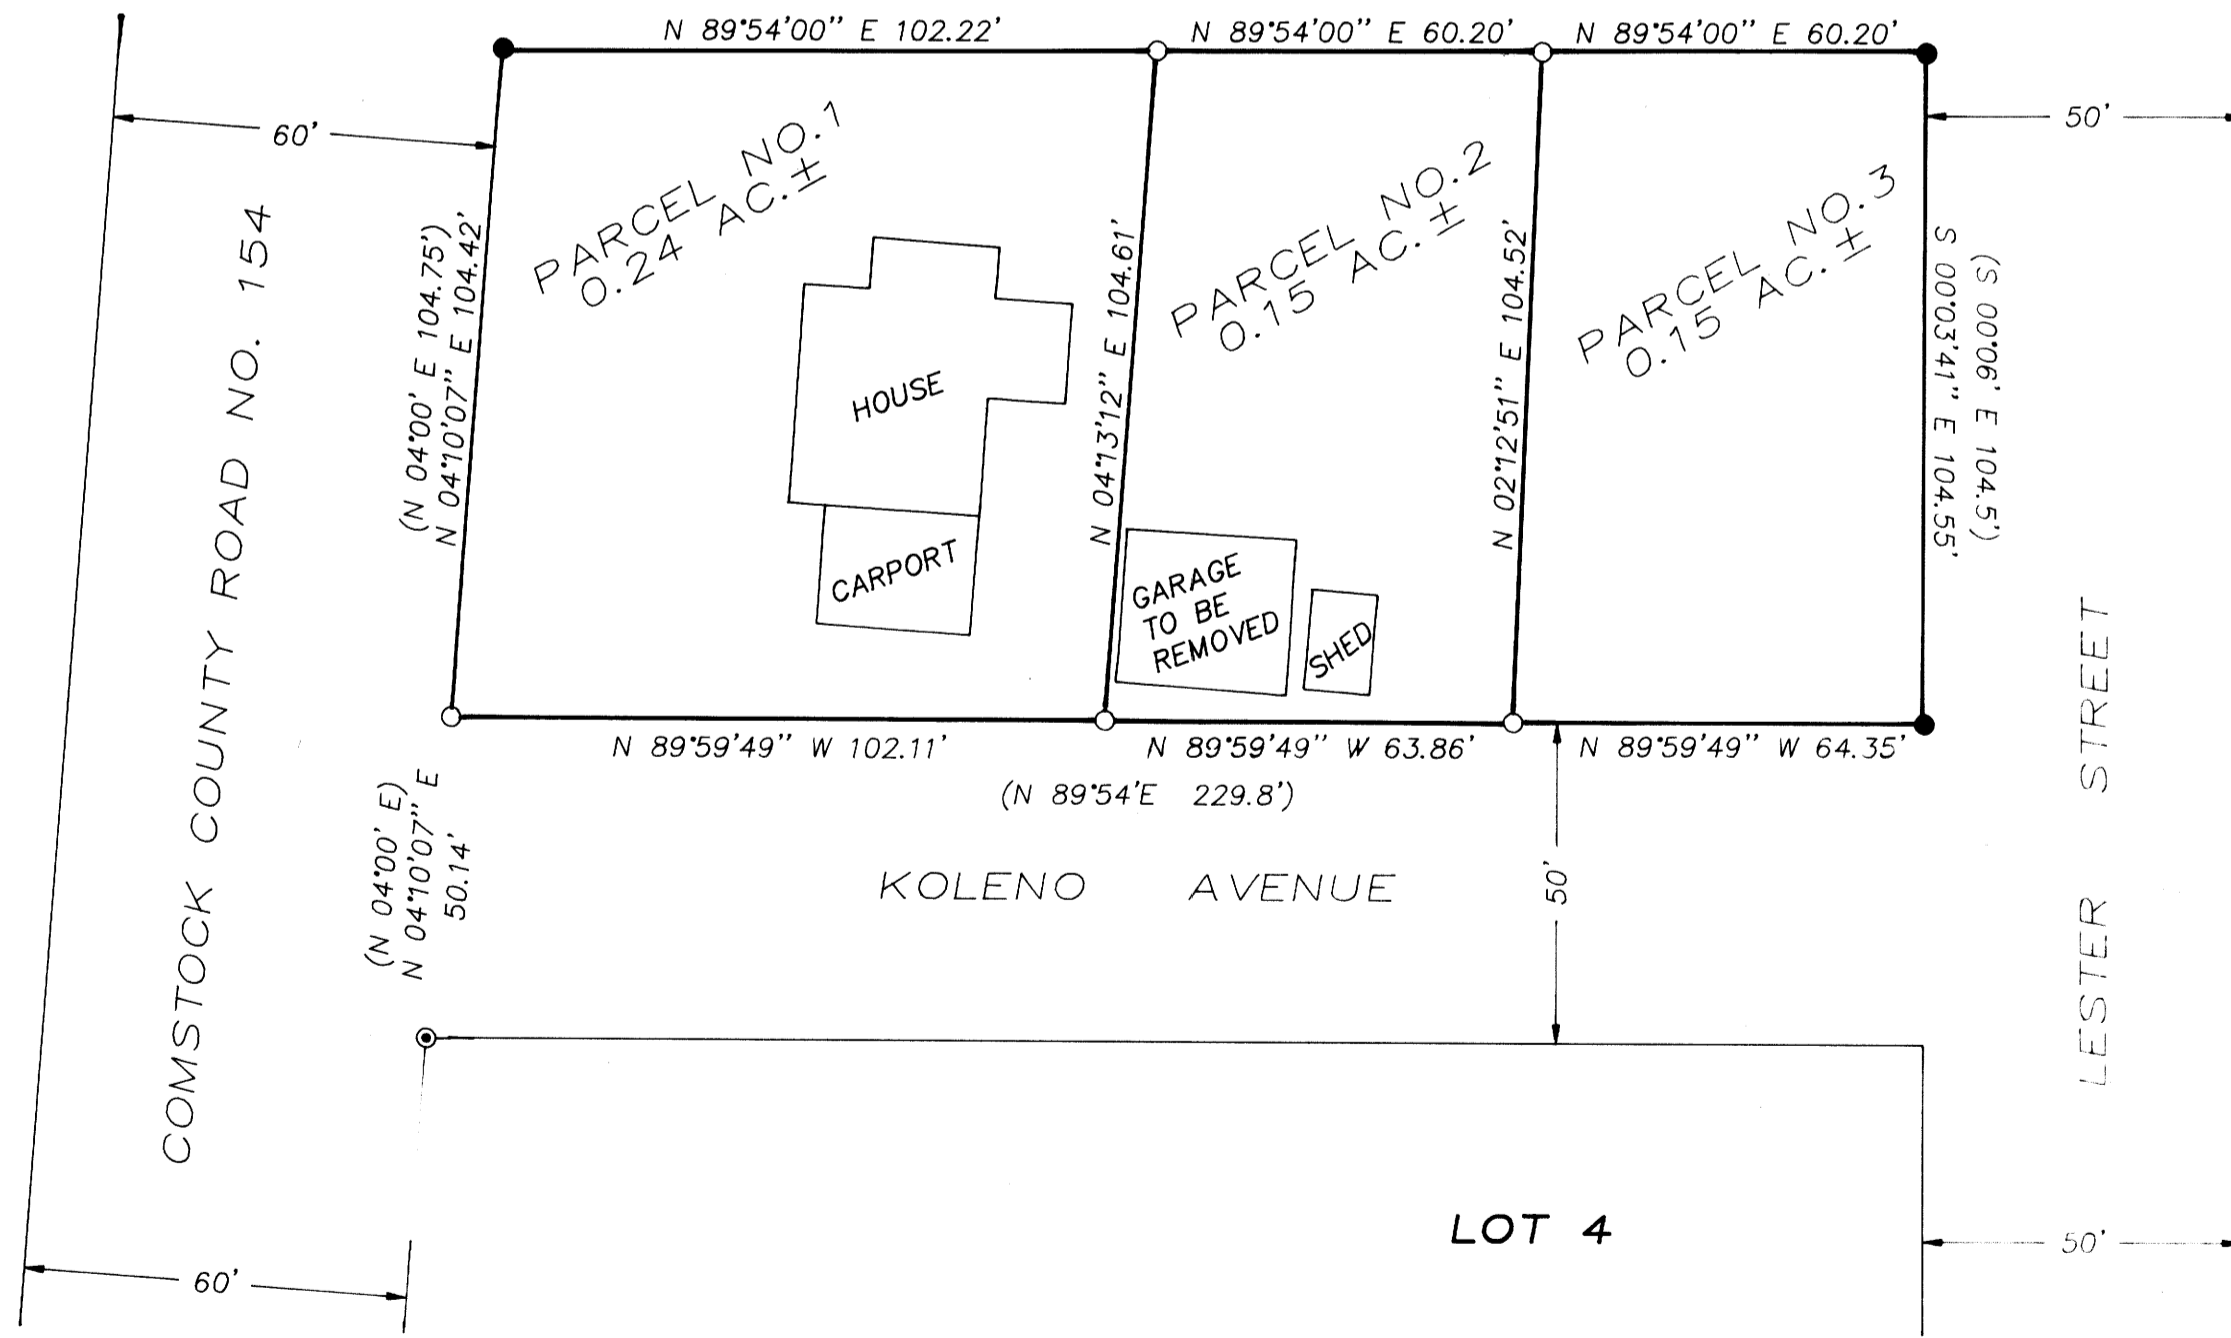 N 89°54'00" E 102.22'
N 89°54'00" E 60.20'
N 89°54'00" E 60.20'
60'
50'
PARCEL NO.1
0.24 AC.±
PARCEL NO.2
0.15 AC.±
PARCEL NO.3
0.15 AC.±
(N 04°00' E 104.75')
N 04°10'07" E 104.42'
N 04°13'12" E 104.61'
N 02°12'51" E 104.52'
S 00°03'41" E 104.55'
(S 00°06' E 104.5')
HOUSE
CARPORT
GARAGE
TO BE
REMOVED
SHED
COMSTOCK COUNTY ROAD NO. 154
LESTER STREET
N 89°59'49" W 102.11'
N 89°59'49" W 63.86'
N 89°59'49" W 64.35'
(N 89°54'E 229.8')
(N 04°00' E)
N 04°10'07" E
50.14'
KOLENO AVENUE
50'
LOT 4
60'
50'